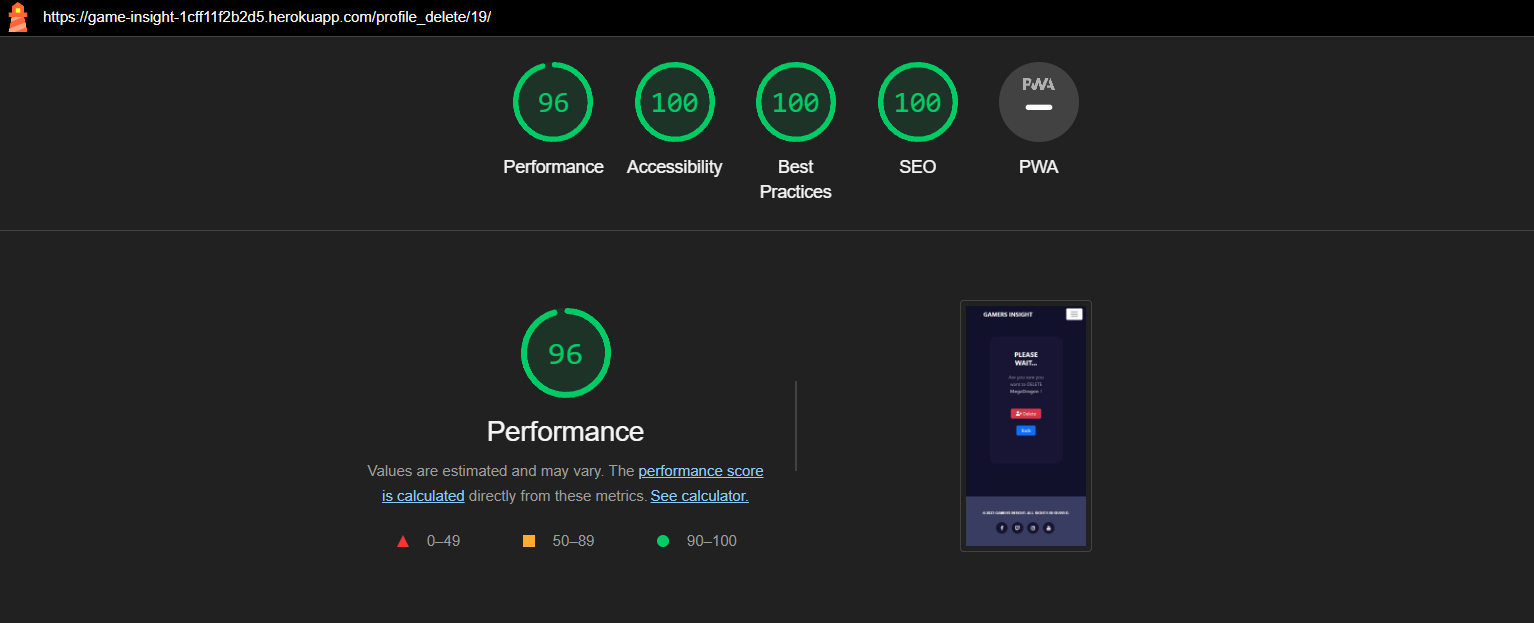 https://game-insight-1cff11f2b2d5.herokuapp.com/profile_delete/19/
96
100
100
100
PWA
Performance
Accessibility
Best
Practices
SEO
PWA
96
Performance
Values are estimated and may vary. The performance score
is calculated directly from these metrics. See calculator.
0–49
50–89
90–100
GAMERS INSIGHT
PLEASE
WAIT...
Are you sure you
want to DELETE
MegaDragon ?
Delete
Back